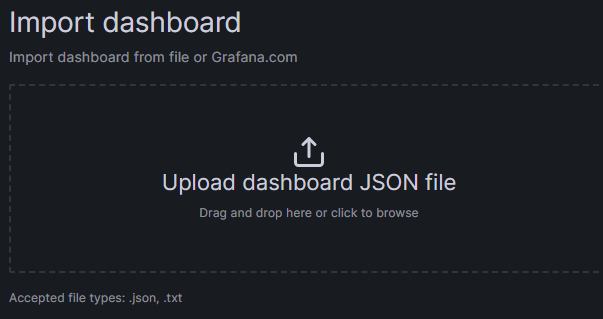 Import dashboard
Import dashboard from file or Grafana.com
Upload dashboard JSON file
Drag and drop here or click to browse
Accepted file types: .json, .txt